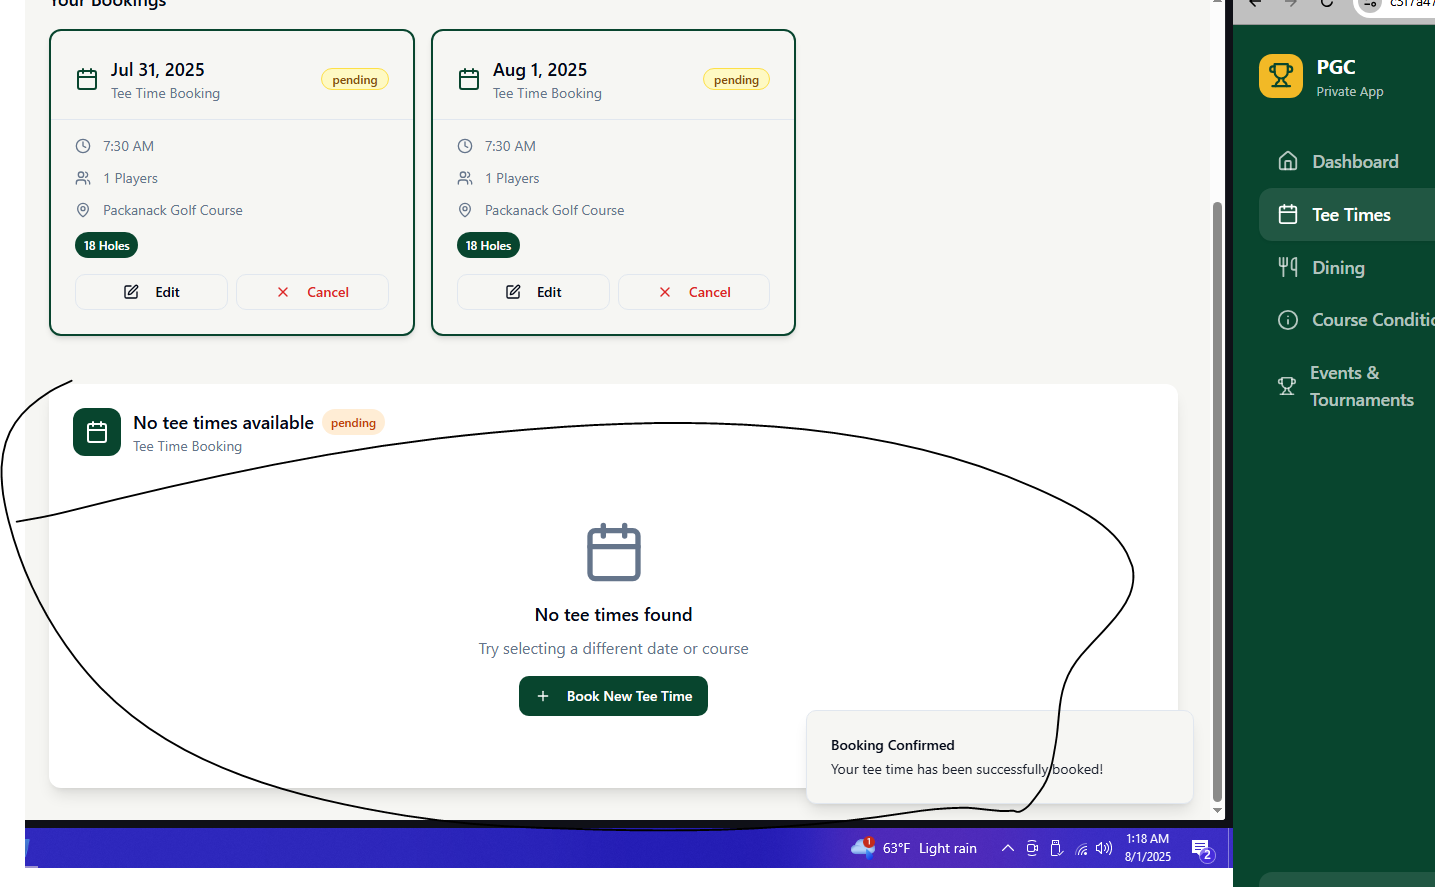 Your Bookings
Jul 31, 2025
Tee Time Booking
pending
7:30 AM
1 Players
Packanack Golf Course
18 Holes
Edit
Cancel
Aug 1, 2025
Tee Time Booking
pending
7:30 AM
1 Players
Packanack Golf Course
18 Holes
Edit
Cancel
No tee times available pending
Tee Time Booking
No tee times found
Try selecting a different date or course
Book New Tee Time
Booking Confirmed
Your tee time has been successfully booked!
1
63°F Light rain
1:18 AM
8/1/2025
2
PGC
Private App
Dashboard
Tee Times
Dining
Course Conditio
Events &
Tournaments